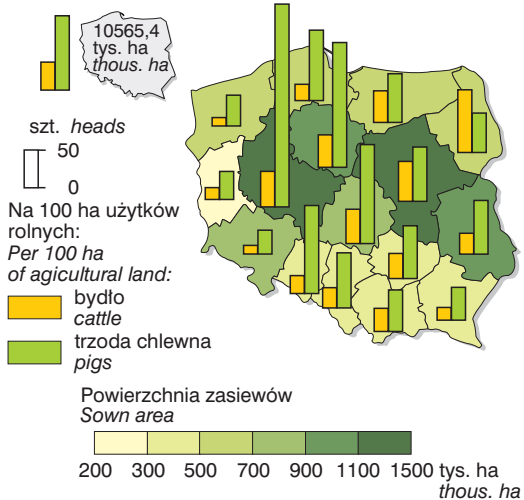 10565,4
tys. ha
thous. ha
szt. heads
50
0
Na 100 ha użytków
rolnych:
Per 100 ha
of agicultural land:
bydło
cattle
trzoda chlewna
pigs
Powierzchnia zasiewów
Sown area
200 300 500 700 900 1100 1500 tys. ha
thous. ha